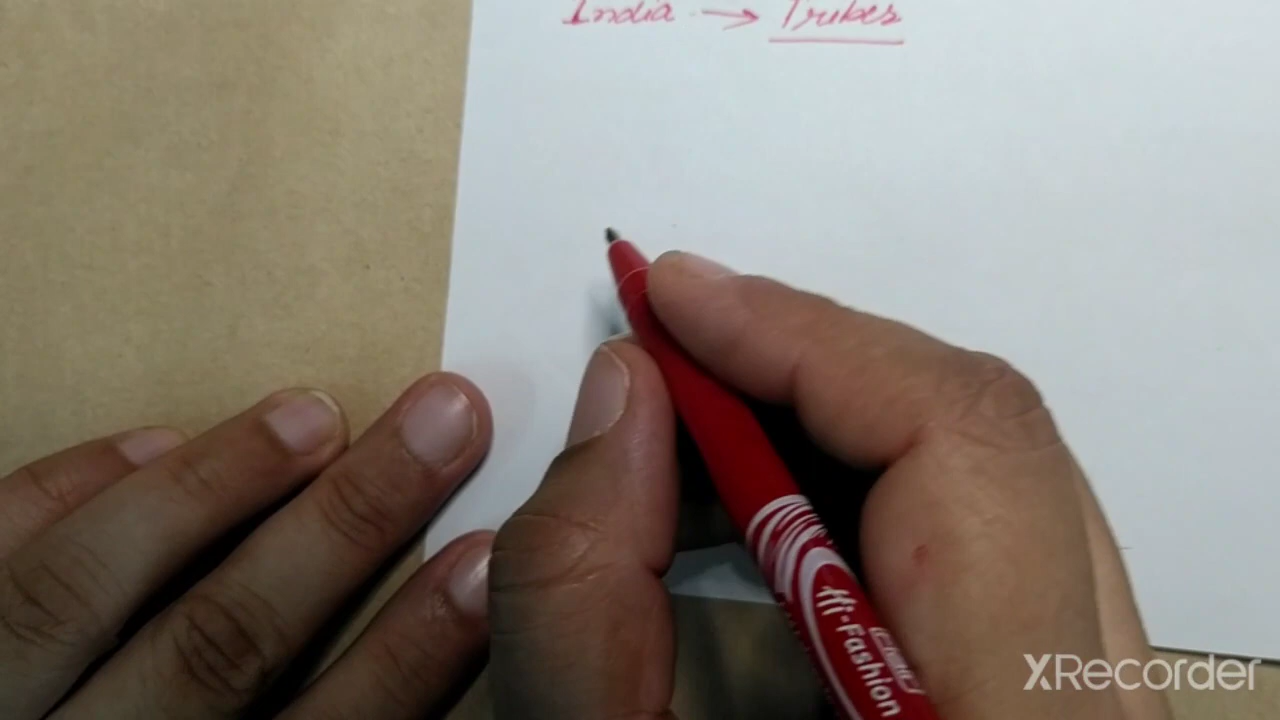 India → Tribes
Hi-Fashion
XRecorder